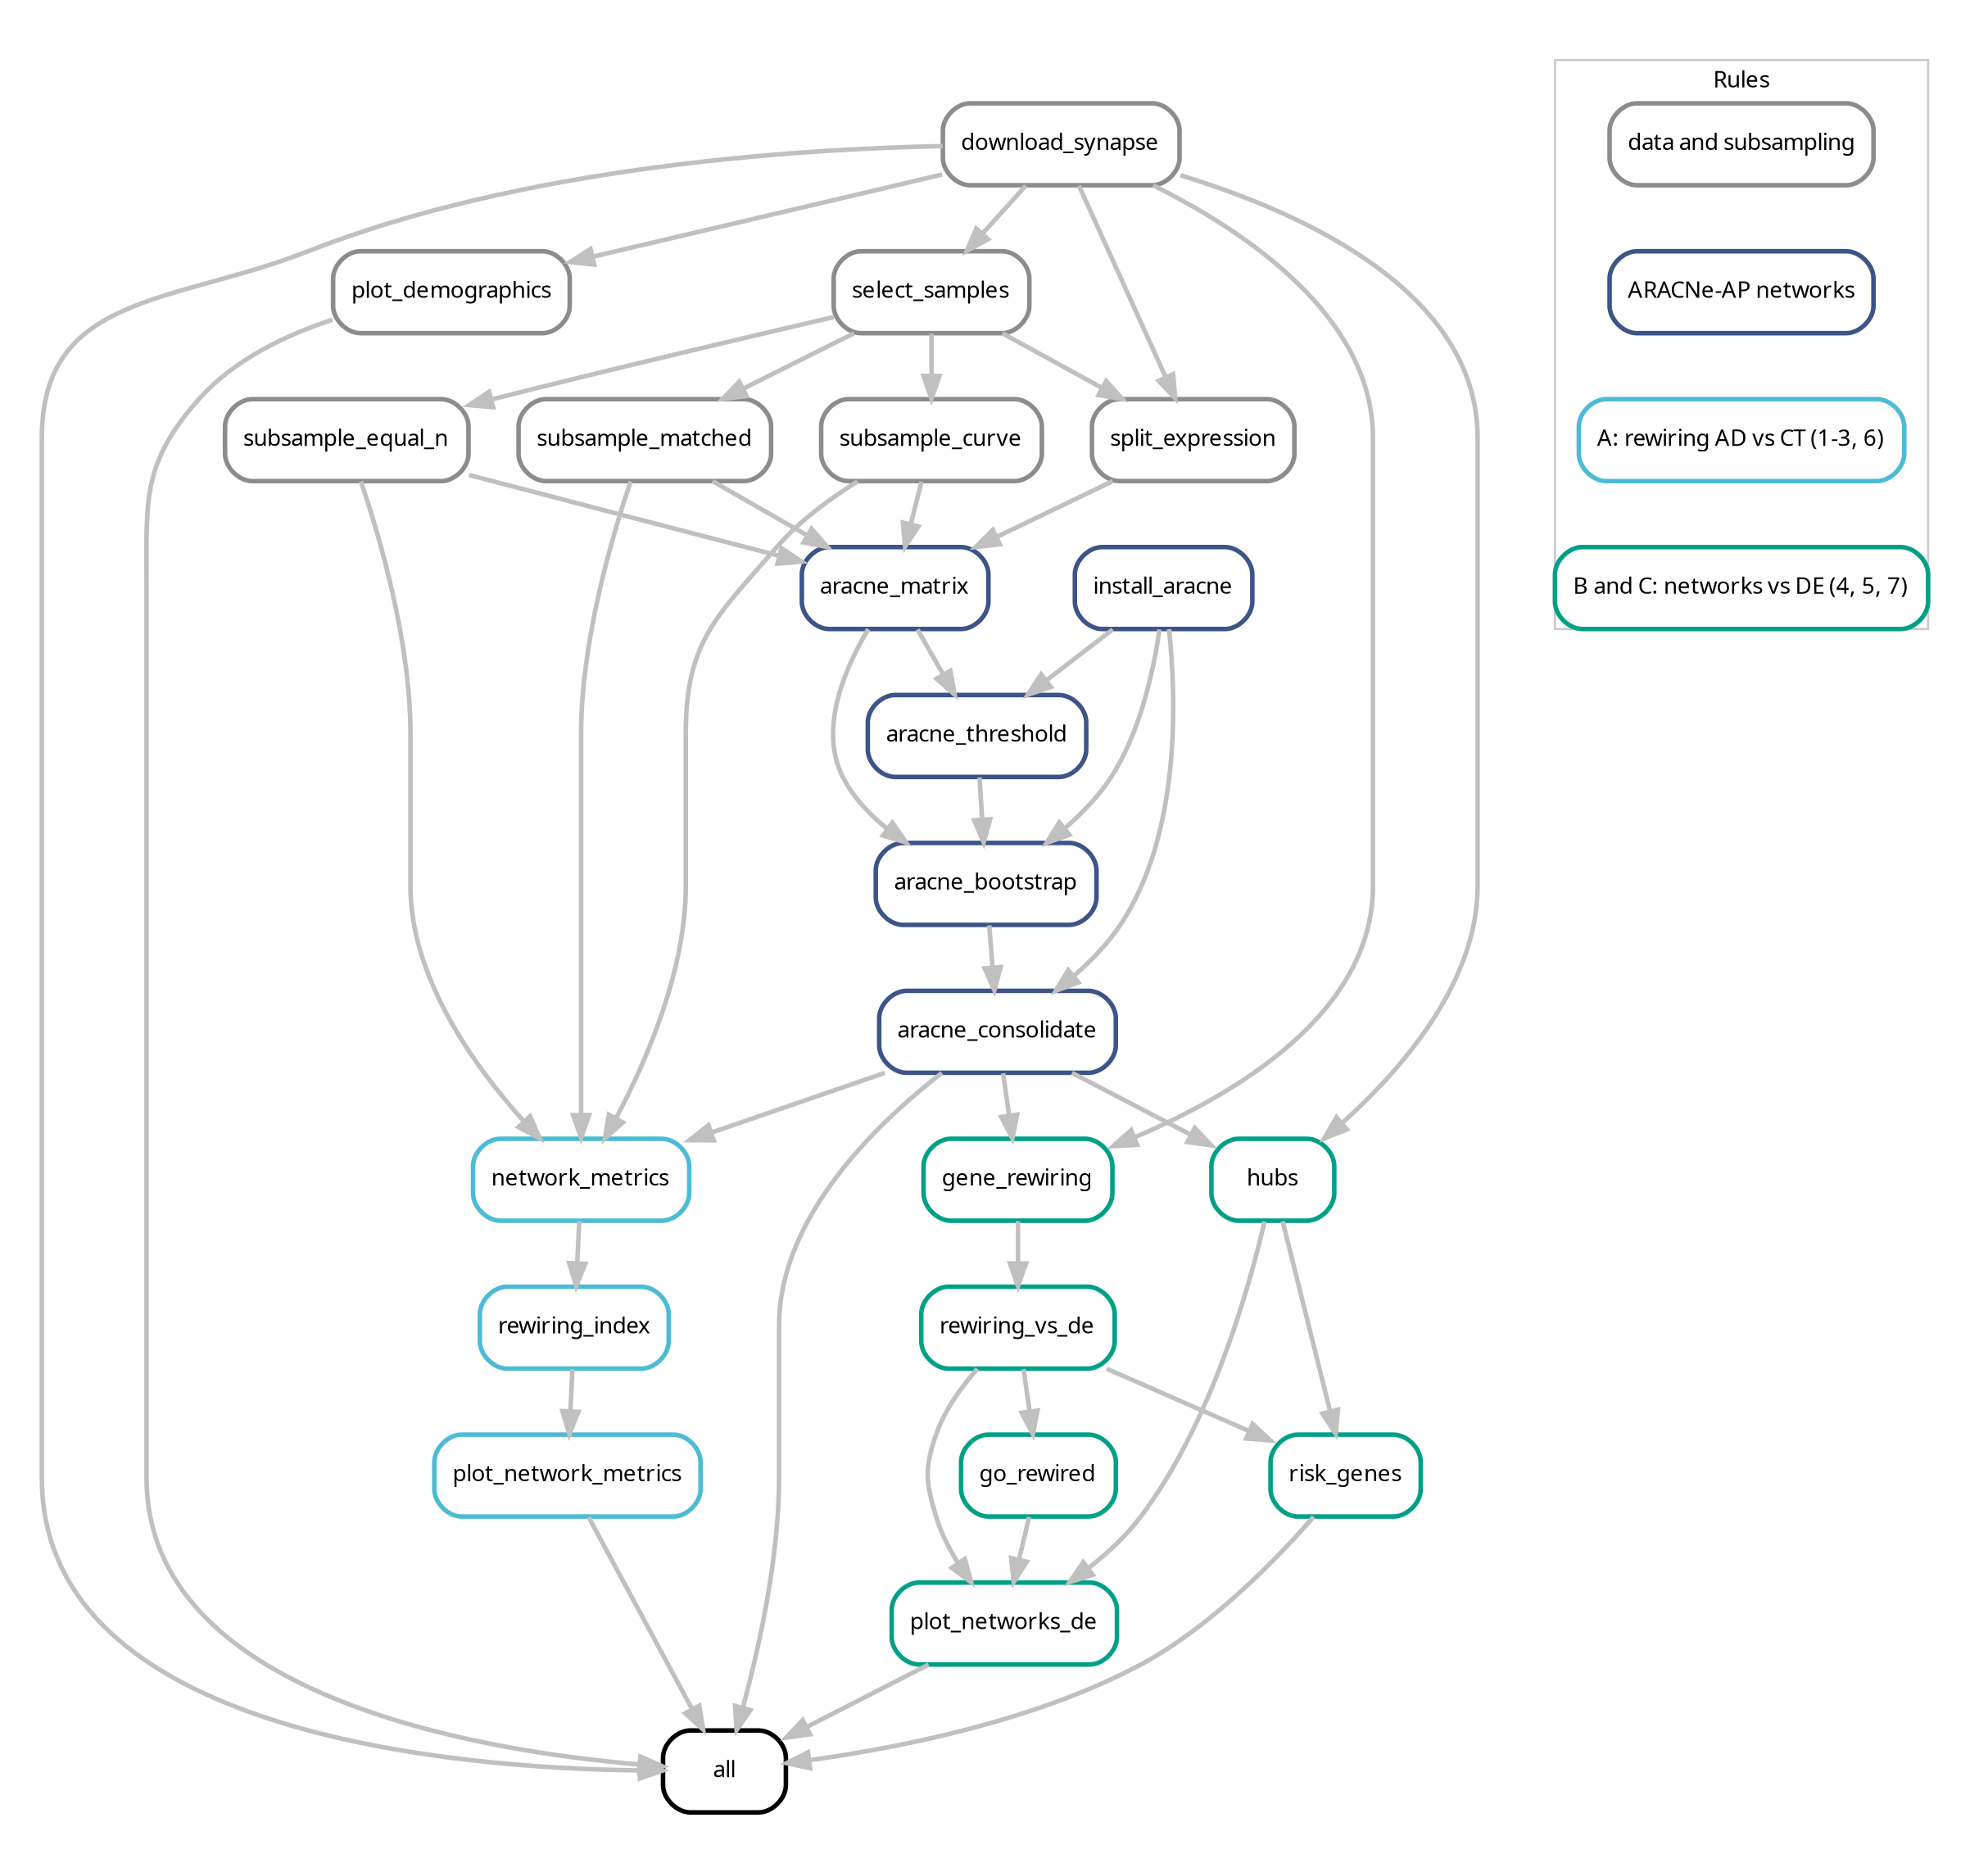 Rules
download_synapse
data and subsampling
plot_demographics
select_samples
ARACNe-AP networks
subsample_equal_n
subsample_matched
subsample_curve
split_expression
A: rewiring AD vs CT (1-3, 6)
aracne_matrix
install_aracne
B and C: networks vs DE (4, 5, 7)
aracne_threshold
aracne_bootstrap
aracne_consolidate
network_metrics
gene_rewiring
hubs
rewiring_index
rewiring_vs_de
plot_network_metrics
go_rewired
risk_genes
plot_networks_de
all